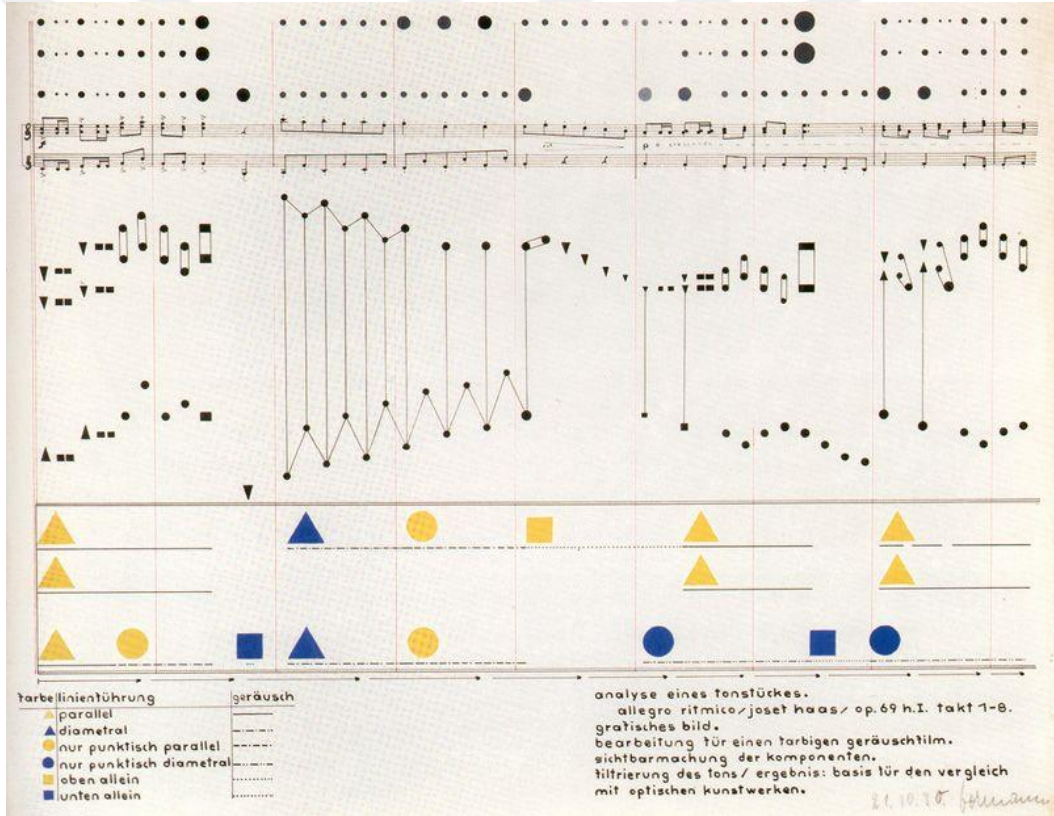 farbe linienführung geräusch
parallel
diametral
nur punktisch parallel
nur punktisch diametral
oben allein
unten allein
analyse eines tonstückes.
allegro ritmico/josef haas/ op.69 h.I. takt 1-8.
grafisches bild.
bearbeitung für einen farbigen geräuschfilm.
sichtbarmachung der komponenten.
filtrierung des tons/ ergebnis: basis für den vergleich
mit optischen kunstwerken.
21.10.30.